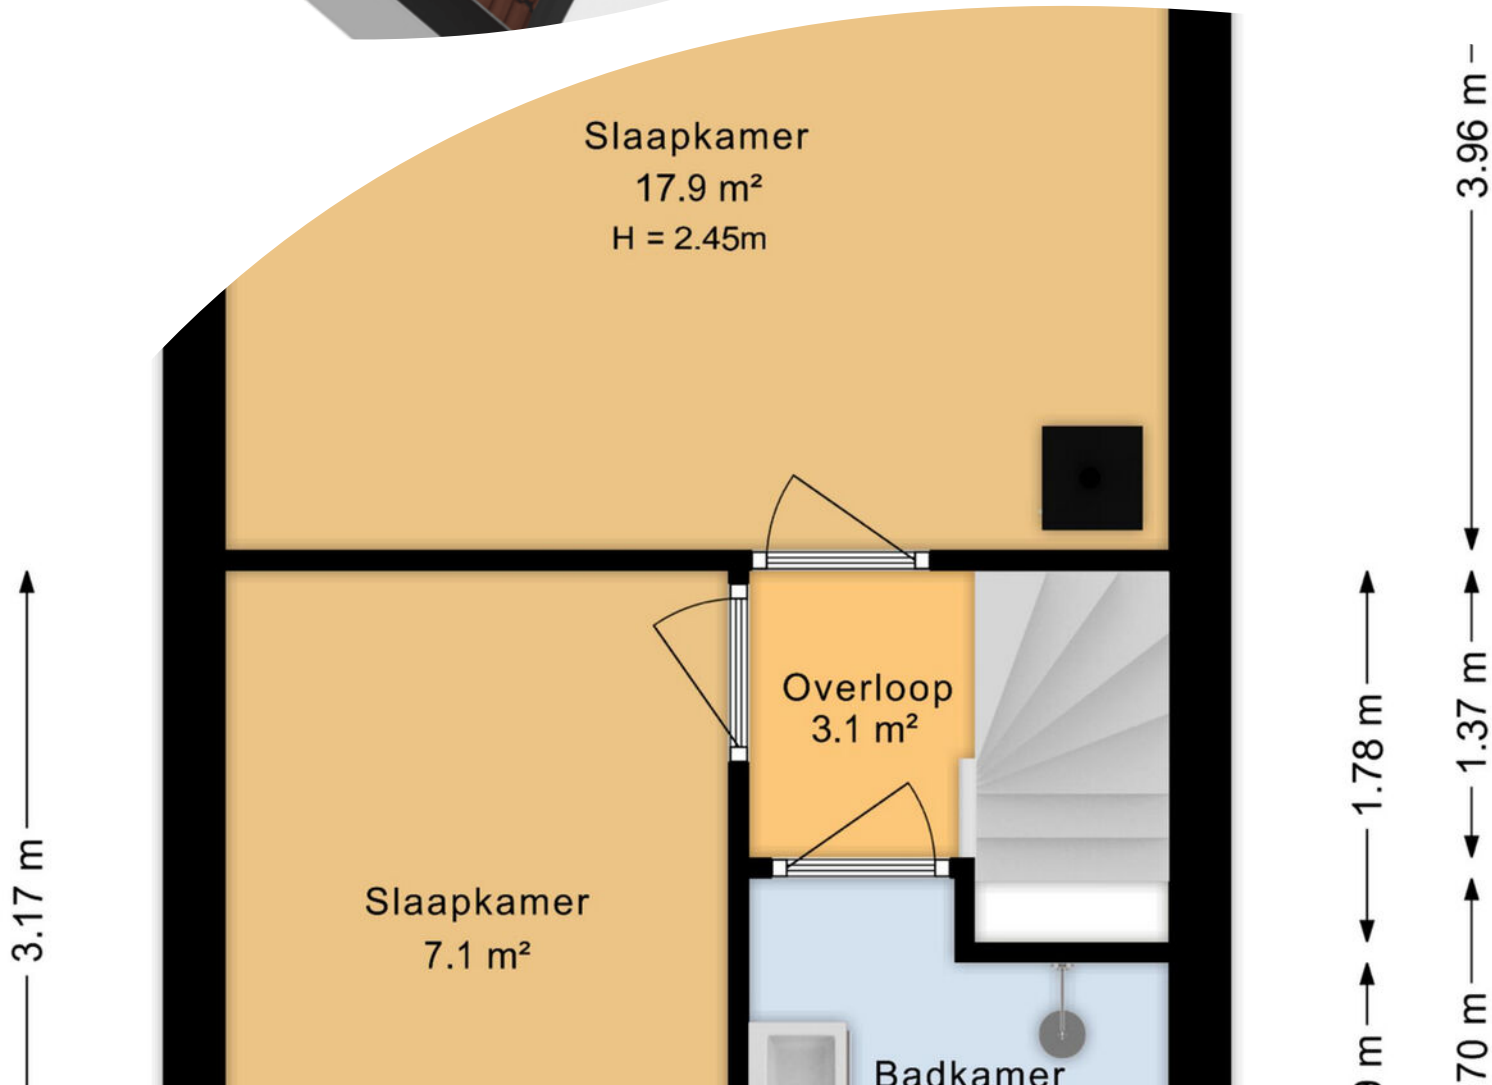 Slaapkamer
17.9 m²
H = 2.45m
3.96 m
Overloop
3.1 m²
1.37 m
1.78 m
Slaapkamer
7.1 m²
3.17 m
70 m
m
Badkamer